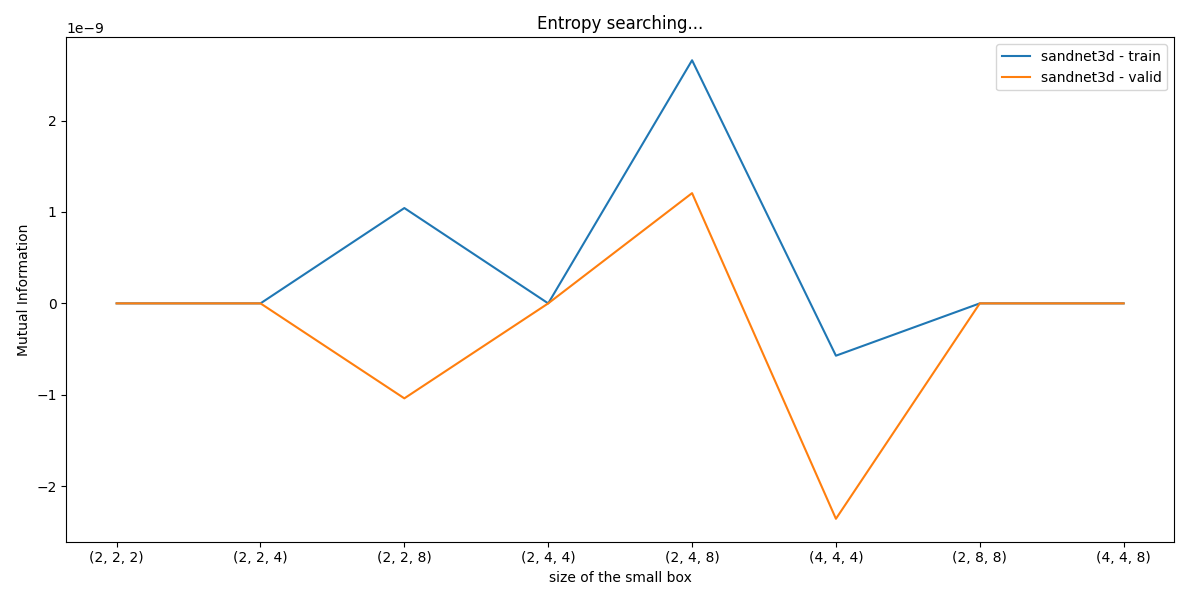 Entropy searching...
1e−9
sandnet3d - train
sandnet3d - valid
2
1
0
−1
−2
Mutual Information
(2, 2, 2) (2, 2, 4) (2, 2, 8) (2, 4, 4) (2, 4, 8) (4, 4, 4) (2, 8, 8) (4, 4, 8)
size of the small box